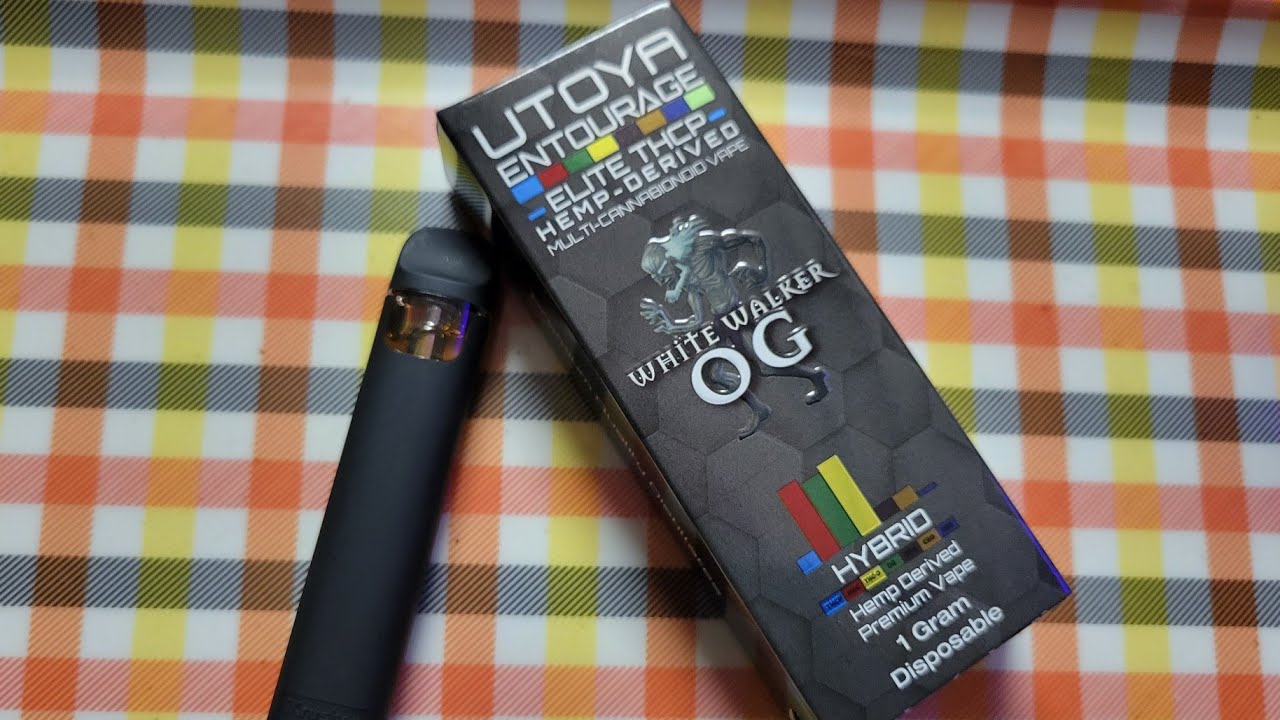 UTOYA
ENTOURAGE
ELITE THCP
HEMP-DERIVED
MULTI-CANNABIONOID VAPE
WHITE WALKER
OG
HYBRID
Hemp Derived
Premium Vape
1 Gram
Disposable